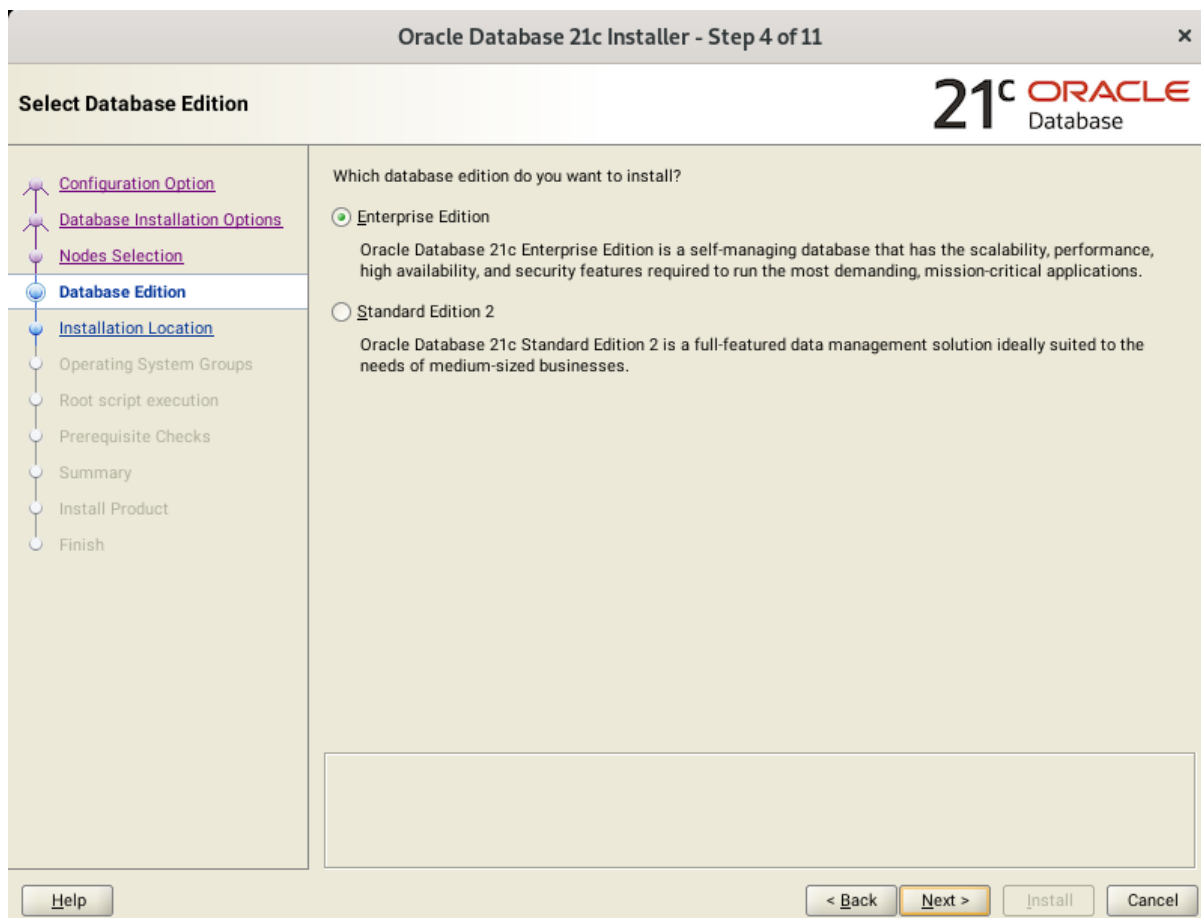 Oracle Database 21c Installer - Step 4 of 11
×
Select Database Edition
21c ORACLE
Database
Configuration Option
Database Installation Options
Nodes Selection
Database Edition
Installation Location
Operating System Groups
Root script execution
Prerequisite Checks
Summary
Install Product
Finish
Which database edition do you want to install?
Enterprise Edition
Oracle Database 21c Enterprise Edition is a self-managing database that has the scalability, performance,
high availability, and security features required to run the most demanding, mission-critical applications.
Standard Edition 2
Oracle Database 21c Standard Edition 2 is a full-featured data management solution ideally suited to the
needs of medium-sized businesses.
Help
< Back
Next >
Install
Cancel